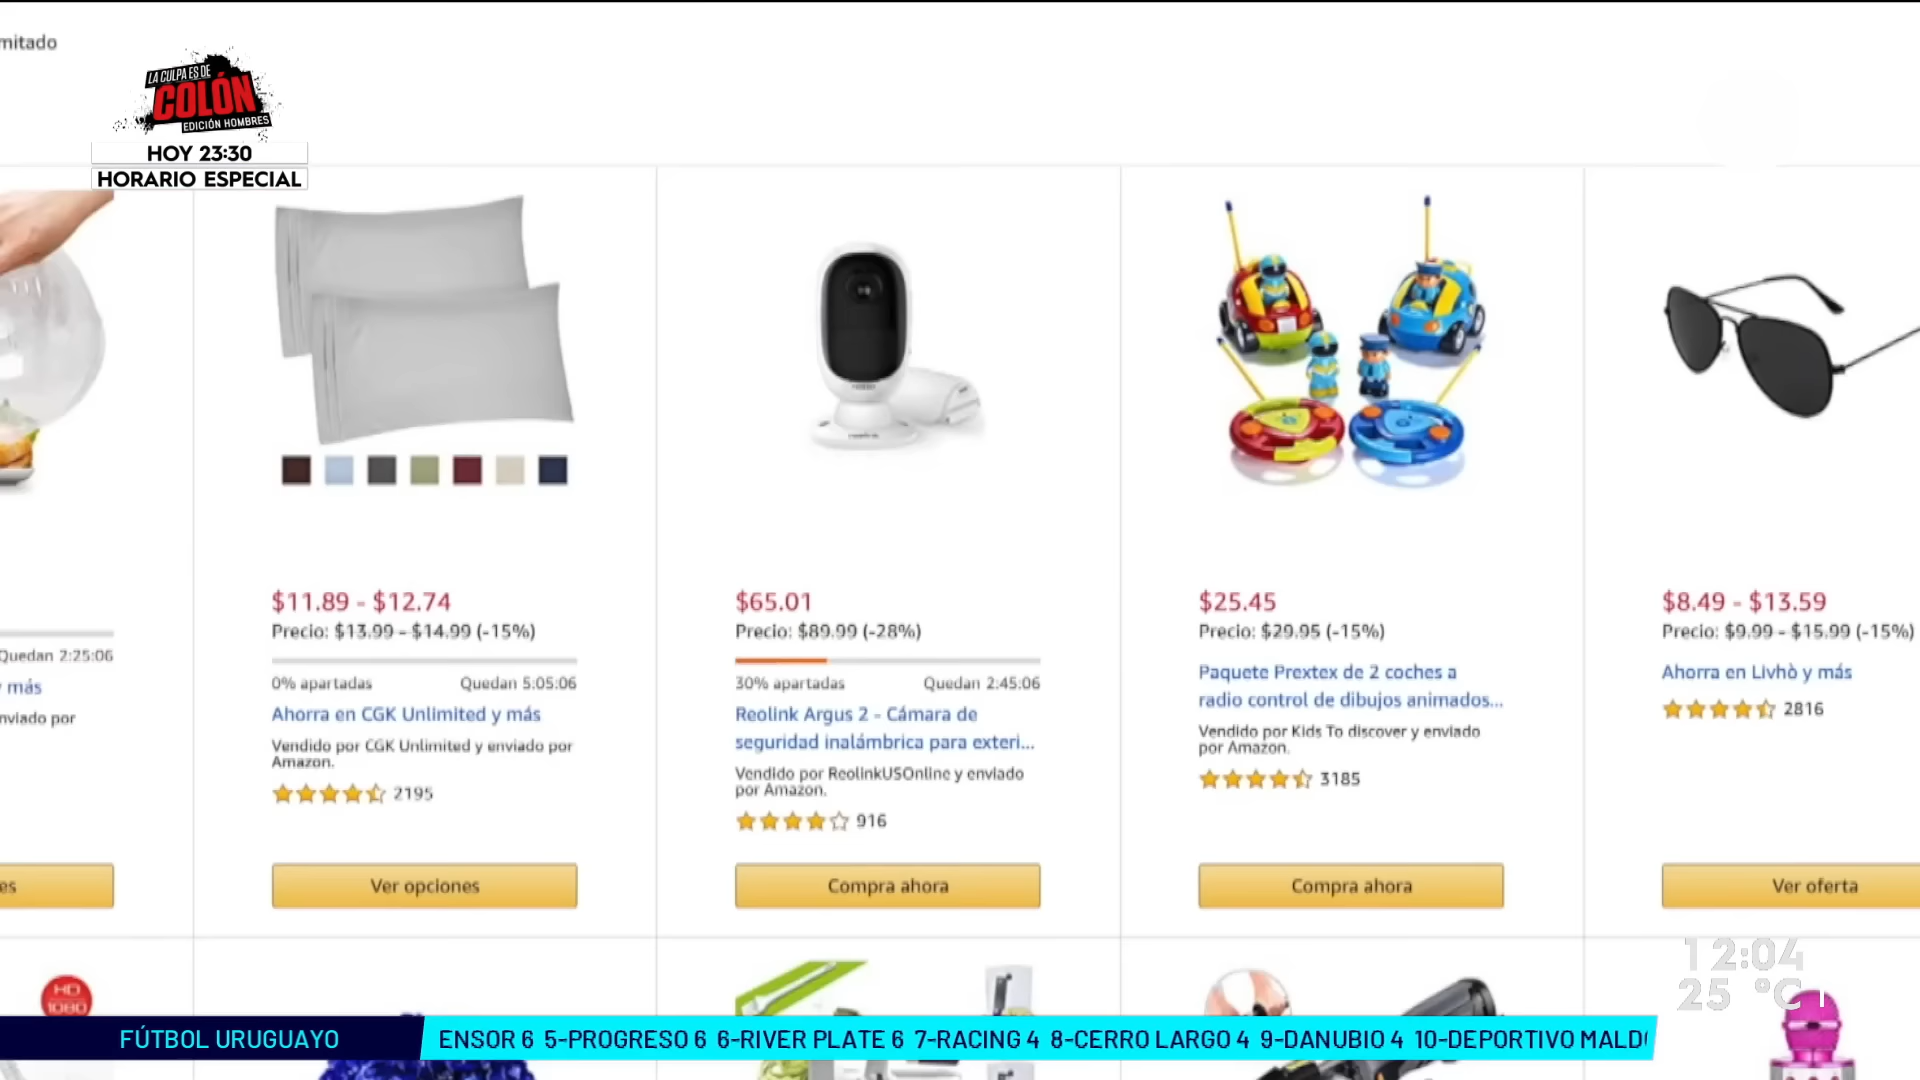 mitado
LA CULPA ES DE
COLÓN
EDICIÓN HOMBRES
HOY 23:30
HORARIO ESPECIAL
Quedan 2:25:06
y más
nviado por
es
$11.89 - $12.74
Precio: $13.99 - $14.99 (-15%)
0% apartadas Quedan 5:05:06
Ahorra en CGK Unlimited y más
Vendido por CGK Unlimited y enviado por
Amazon.
2195
Ver opciones
reolink
$65.01
Precio: $89.99 (-28%)
30% apartadas Quedan 2:45:06
Reolink Argus 2 - Cámara de
seguridad inalámbrica para exteri...
Vendido por ReolinkUSOnline y enviado
por Amazon.
916
Compra ahora
$25.45
Precio: $29.95 (-15%)
Paquete Prextex de 2 coches a
radio control de dibujos animados...
Vendido por Kids To discover y enviado
por Amazon.
3185
Compra ahora
$8.49 - $13.59
Precio: $9.99 - $15.99 (-15%)
Ahorra en Livhò y más
2816
Ver oferta
HD
1080
12:04
25 °C
FÚTBOL URUGUAYO
ENSOR 6 5-PROGRESO 6 6-RIVER PLATE 6 7-RACING 4 8-CERRO LARGO 4 9-DANUBIO 4 10-DEPORTIVO MALD